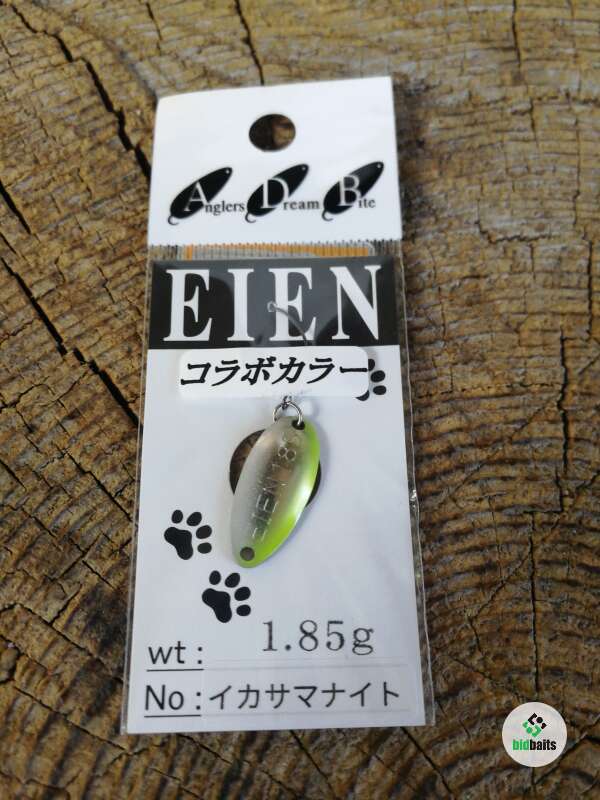 Anglers Dream Bite
EIEN
コラボカラー
EIEN 1.8
wt : 1.85g
No : イカサマナイト
bidbaits